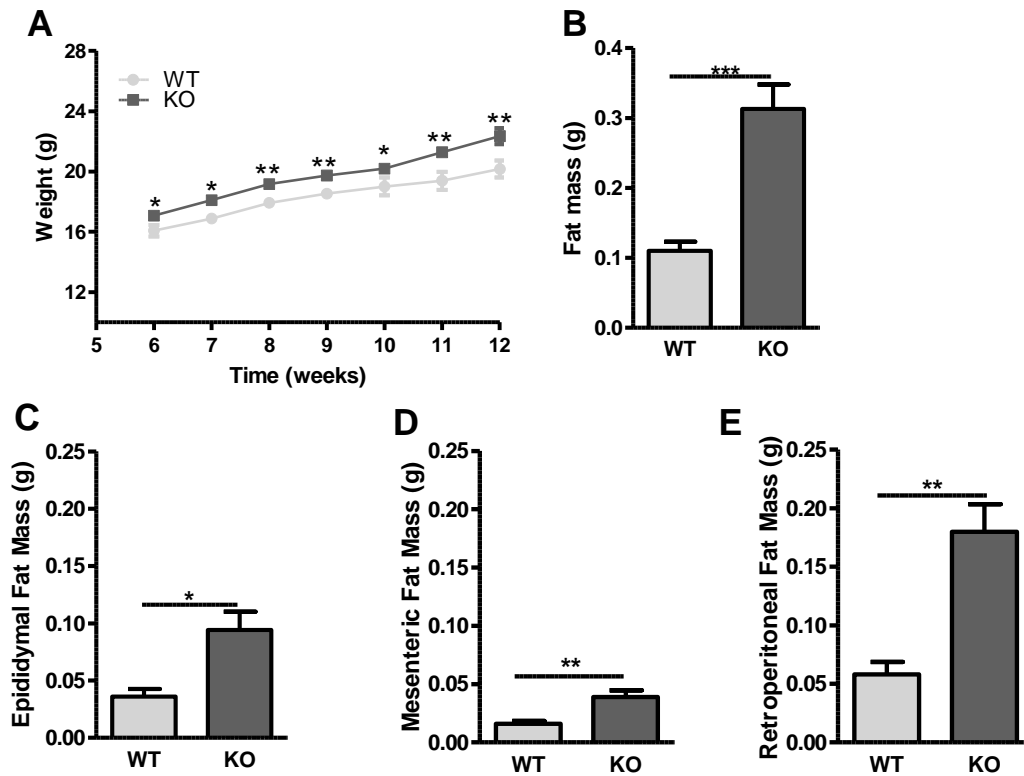 A
Weight (g)
28
24
20
16
12
WT
KO
*
*
**
**
*
**
**
5
6
7
8
9
10
11
12
Time (weeks)
B
Fat mass (g)
0.4
0.3
0.2
0.1
0.0
***
WT
KO
C
Epididymal Fat Mass (g)
0.25
0.20
0.15
0.10
0.05
0.00
*
WT
KO
D
Mesenteric Fat Mass (g)
0.25
0.20
0.15
0.10
0.05
0.00
**
WT
KO
E
Retroperitoneal Fat Mass (g)
0.25
0.20
0.15
0.10
0.05
0.00
**
WT
KO